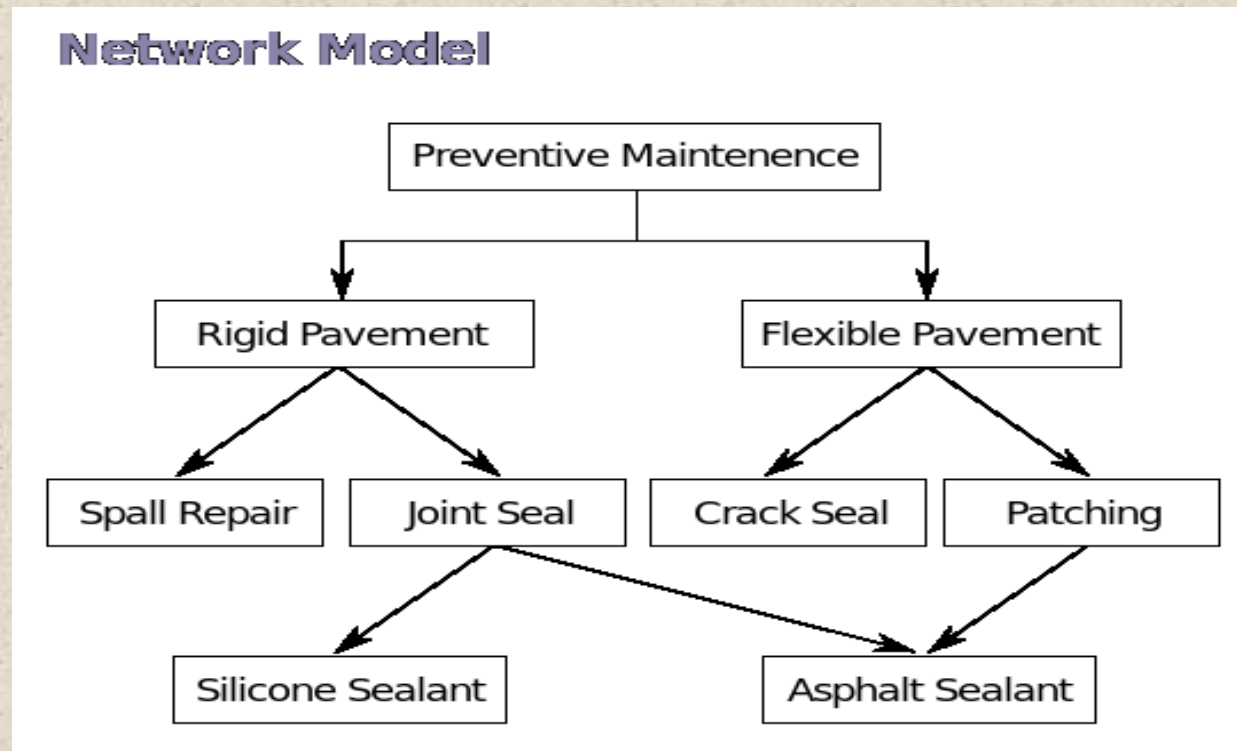 Network Model
Preventive Maintenence
Rigid Pavement
Flexible Pavement
Spall Repair
Joint Seal
Crack Seal
Patching
Silicone Sealant
Asphalt Sealant